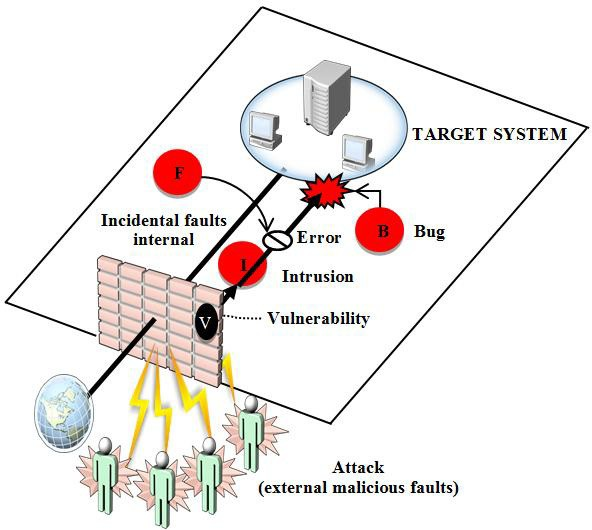 TARGET SYSTEM
F
Incidental faults
internal
B
Bug
Error
I
Intrusion
V
Vulnerability
Attack
(external malicious faults)